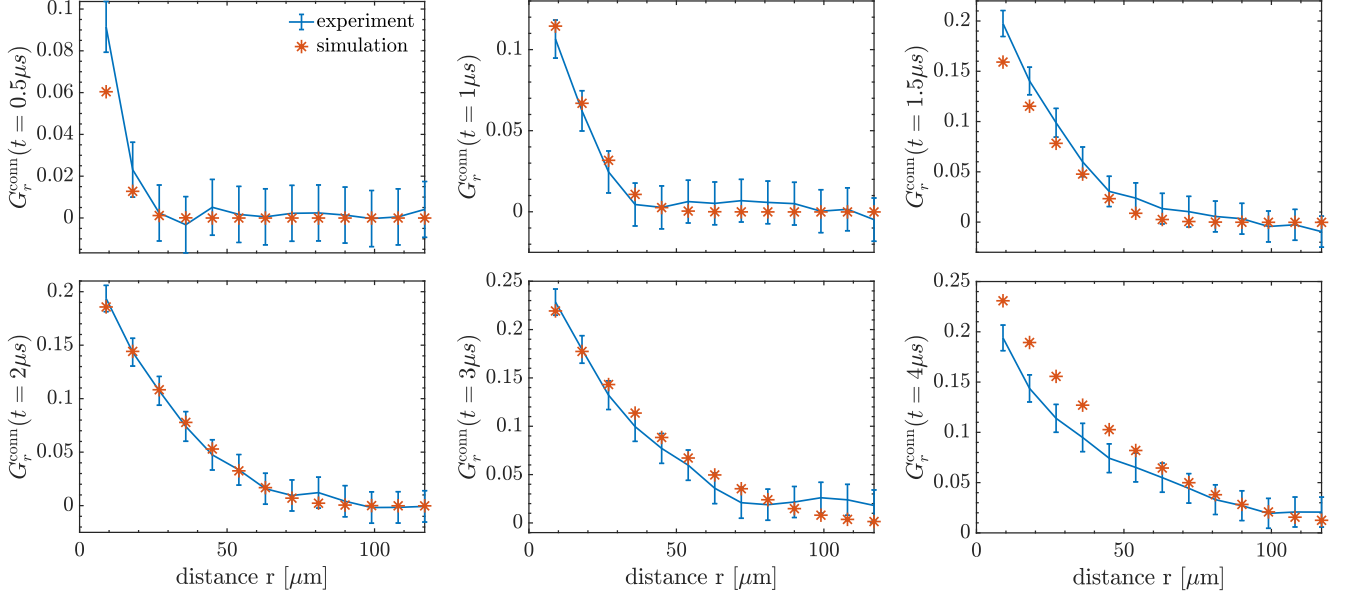 0.1
0.08
0.06
0.04
0.02
0
G_r^conn(t = 0.5μs)
experiment
simulation
0.1
0.05
0
G_r^conn(t = 1μs)
0.2
0.15
0.1
0.05
0
G_r^conn(t = 1.5μs)
0.2
0.15
0.1
0.05
0
G_r^conn(t = 2μs)
0 50 100
distance r [μm]
0.25
0.2
0.15
0.1
0.05
0
G_r^conn(t = 3μs)
0 50 100
distance r [μm]
0.25
0.2
0.15
0.1
0.05
0
G_r^conn(t = 4μs)
0 50 100
distance r [μm]